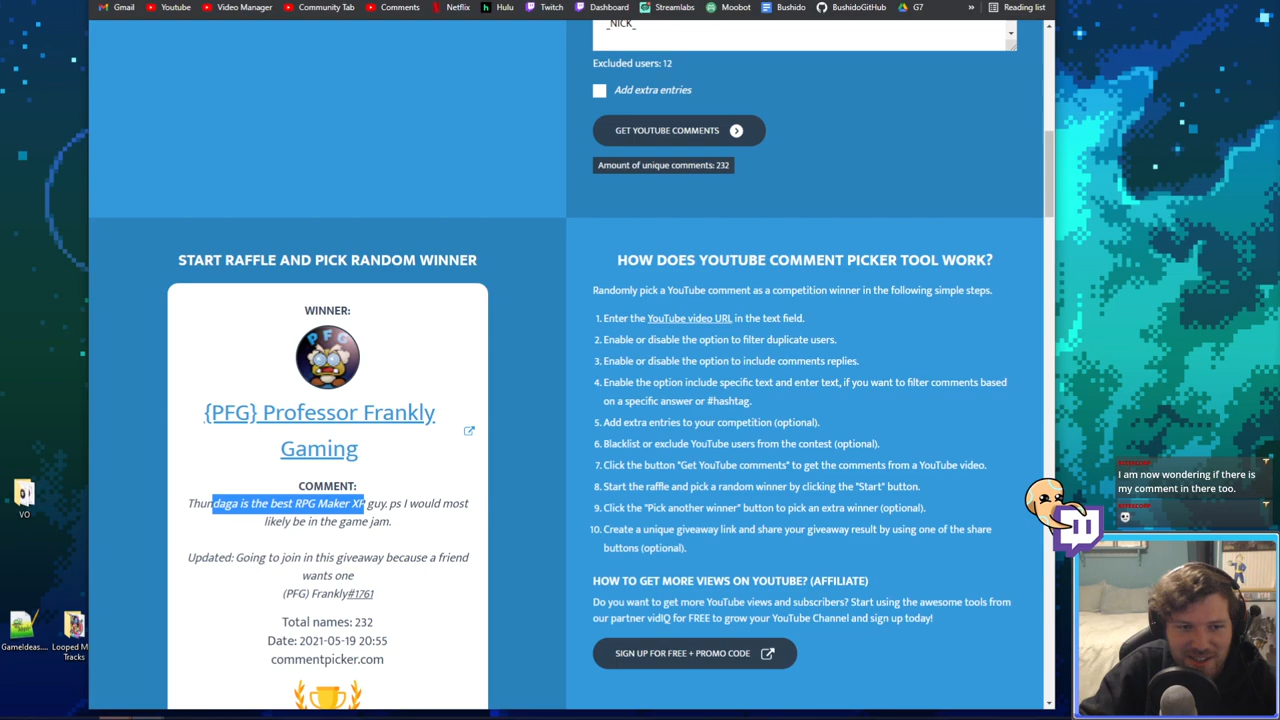 Gmail
Youtube
Video Manager
Community Tab
Comments
Netflix
Hulu
Twitch
Dashboard
Streamlabs
Moobot
Bushido
BushidoGitHub
G7
»
Reading list
_NICK_
Excluded users: 12
Add extra entries
GET YOUTUBE COMMENTS
Amount of unique comments: 232
START RAFFLE AND PICK RANDOM WINNER
WINNER:
PFG
{PFG} Professor Frankly
Gaming
COMMENT:
Thundaga is the best RPG Maker XP guy. ps I would most
likely be in the game jam.
Updated: Going to join in this giveaway because a friend
wants one
(PFG) Frankly#1761
Total names: 232
Date: 2021-05-19 20:55
commentpicker.com
HOW DOES YOUTUBE COMMENT PICKER TOOL WORK?
Randomly pick a YouTube comment as a competition winner in the following simple steps.
1. Enter the YouTube video URL in the text field.
2. Enable or disable the option to filter duplicate users.
3. Enable or disable the option to include comments replies.
4. Enable the option include specific text and enter text, if you want to filter comments based
on a specific answer or #hashtag.
5. Add extra entries to your competition (optional).
6. Blacklist or exclude YouTube users from the contest (optional).
7. Click the button "Get YouTube comments" to get the comments from a YouTube video.
8. Start the raffle and pick a random winner by clicking the "Start" button.
9. Click the "Pick another winner" button to pick an extra winner (optional).
10. Create a unique giveaway link and share your giveaway result by using one of the share
buttons (optional).
HOW TO GET MORE VIEWS ON YOUTUBE? (AFFILIATE)
Do you want to get more YouTube views and subscribers? Start using the awesome tools from
our partner vidIQ for FREE to grow your YouTube Channel and sign up today!
SIGN UP FOR FREE + PROMO CODE
I am now wondering if there is
my comment in there too.
VO
GameIdeas....
Looped M...
Tracks